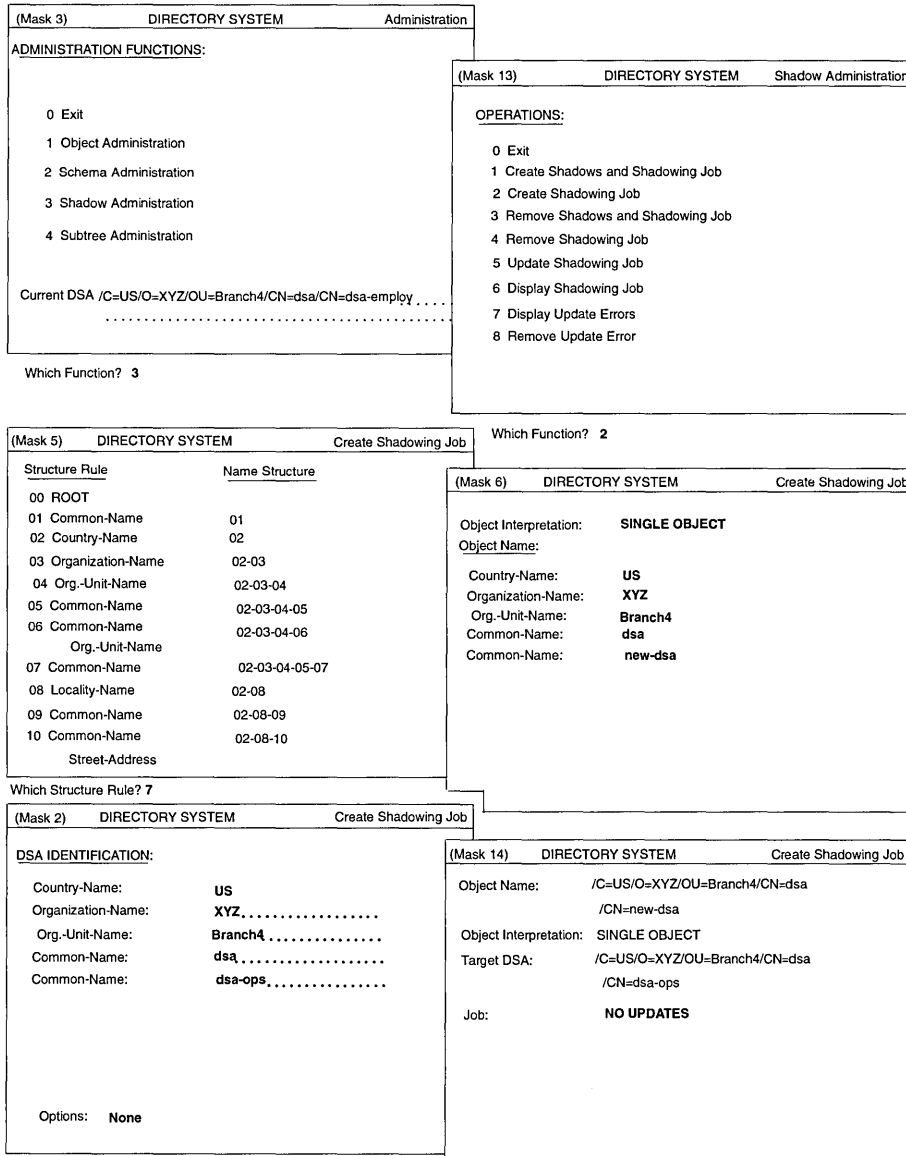 (Mask 3) DIRECTORY SYSTEM Administration
ADMINISTRATION FUNCTIONS:
0 Exit
1 Object Administration
2 Schema Administration
3 Shadow Administration
4 Subtree Administration
Current DSA /C=US/O=XYZ/OU=Branch4/CN=dsa/CN=dsa-employ
Which Function? 3
(Mask 13) DIRECTORY SYSTEM Shadow Administration
OPERATIONS:
0 Exit
1 Create Shadows and Shadowing Job
2 Create Shadowing Job
3 Remove Shadows and Shadowing Job
4 Remove Shadowing Job
5 Update Shadowing Job
6 Display Shadowing Job
7 Display Update Errors
8 Remove Update Error
Which Function? 2
(Mask 5) DIRECTORY SYSTEM Create Shadowing Job
Structure Rule Name Structure
00 ROOT
01 Common-Name 01
02 Country-Name 02
03 Organization-Name 02-03
04 Org.-Unit-Name 02-03-04
05 Common-Name 02-03-04-05
06 Common-Name 02-03-04-06
Org.-Unit-Name
07 Common-Name 02-03-04-05-07
08 Locality-Name 02-08
09 Common-Name 02-08-09
10 Common-Name 02-08-10
Street-Address
Which Structure Rule? 7
(Mask 6) DIRECTORY SYSTEM Create Shadowing Job
Object Interpretation: SINGLE OBJECT
Object Name:
Country-Name: US
Organization-Name: XYZ
Org.-Unit-Name: Branch4
Common-Name: dsa
Common-Name: new-dsa
(Mask 2) DIRECTORY SYSTEM Create Shadowing Job
DSA IDENTIFICATION:
Country-Name: US
Organization-Name: XYZ
Org.-Unit-Name: Branch4
Common-Name: dsa
Common-Name: dsa-ops
Options: None
(Mask 14) DIRECTORY SYSTEM Create Shadowing Job
Object Name: /C=US/O=XYZ/OU=Branch4/CN=dsa
/CN=new-dsa
Object Interpretation: SINGLE OBJECT
Target DSA: /C=US/O=XYZ/OU=Branch4/CN=dsa
/CN=dsa-ops
Job: NO UPDATES